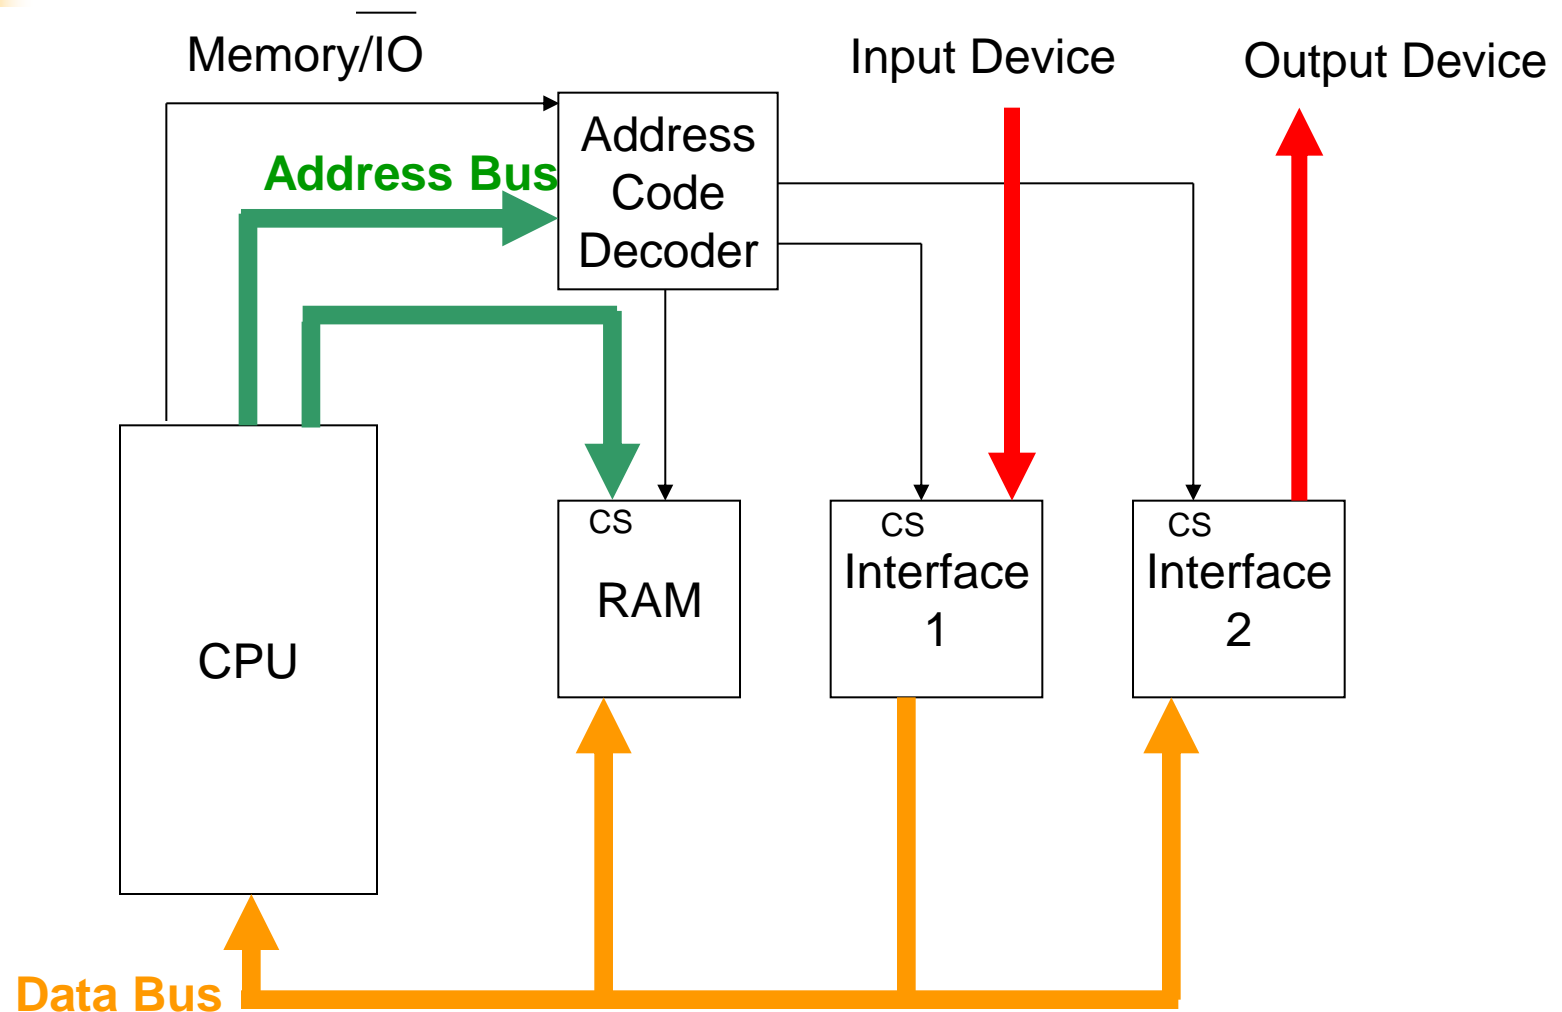 Memory/IO
Input Device
Output Device
Address
Code
Decoder
Address Bus
CS
RAM
CS
Interface
1
CS
Interface
2
CPU
Data Bus